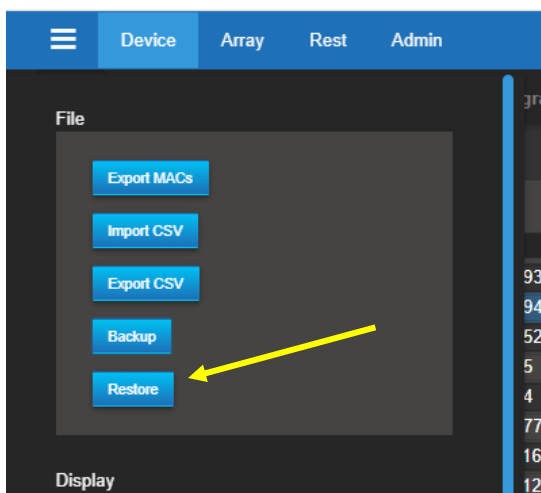 Device Array Rest Admin
File
Export MACs
Import CSV
Export CSV
Backup
Restore
Display
93
94
52
5
4
77
16
12